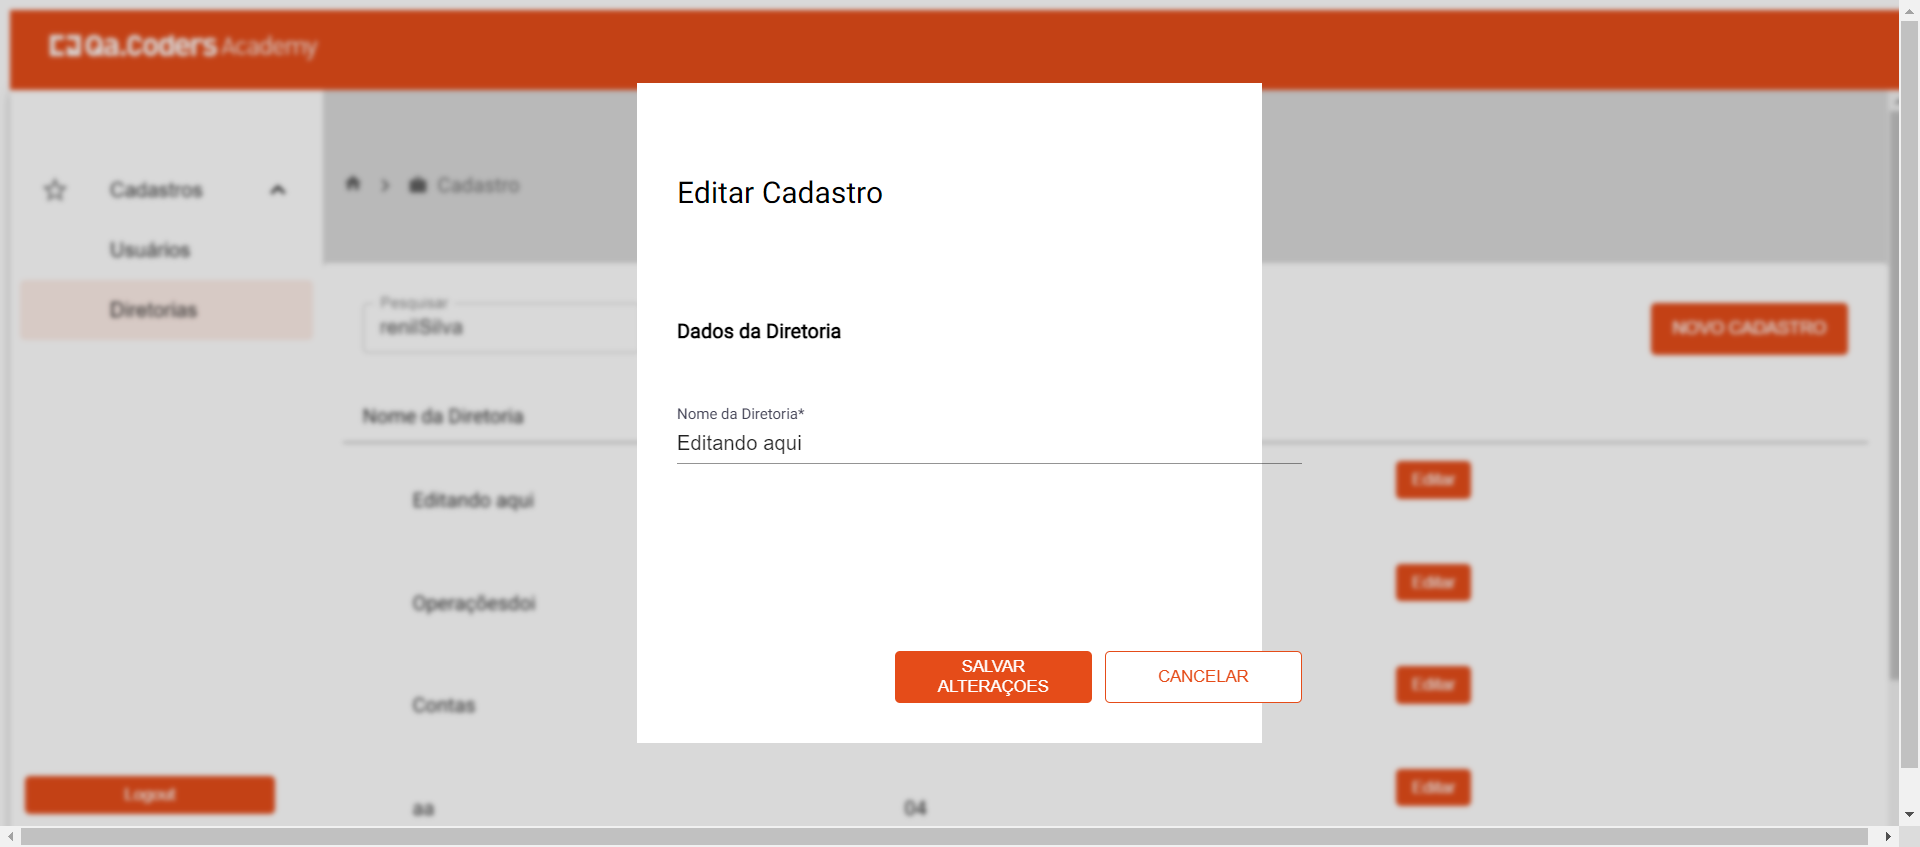 Qa.Coders Academy
Cadastros
Usuários
Diretorias
Logout
Cadastro
Pesquisar
renilSilva
NOVO CADASTRO
Nome da Diretoria
Editando aqui
Editar
Operaçõesdoi
Editar
Contas
Editar
aa
04
Editar
Editar Cadastro
Dados da Diretoria
Nome da Diretoria*
Editando aqui
SALVAR
ALTERAÇOES
CANCELAR